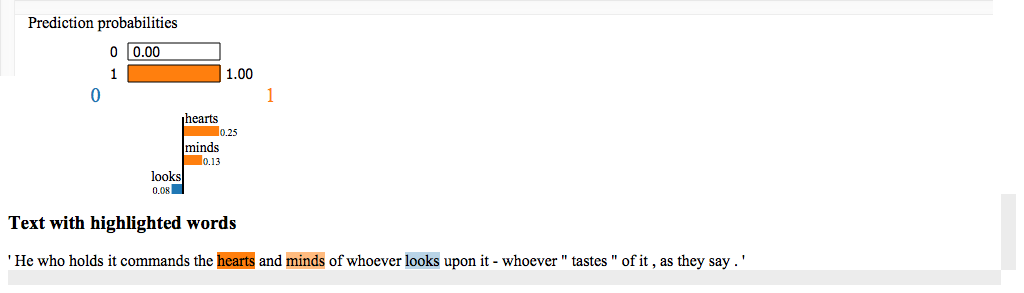 Prediction probabilities
0 0.00
1 1.00
0 1
hearts
0.25
minds
0.13
looks
0.08
Text with highlighted words
' He who holds it commands the hearts and minds of whoever looks upon it - whoever " tastes " of it , as they say . '